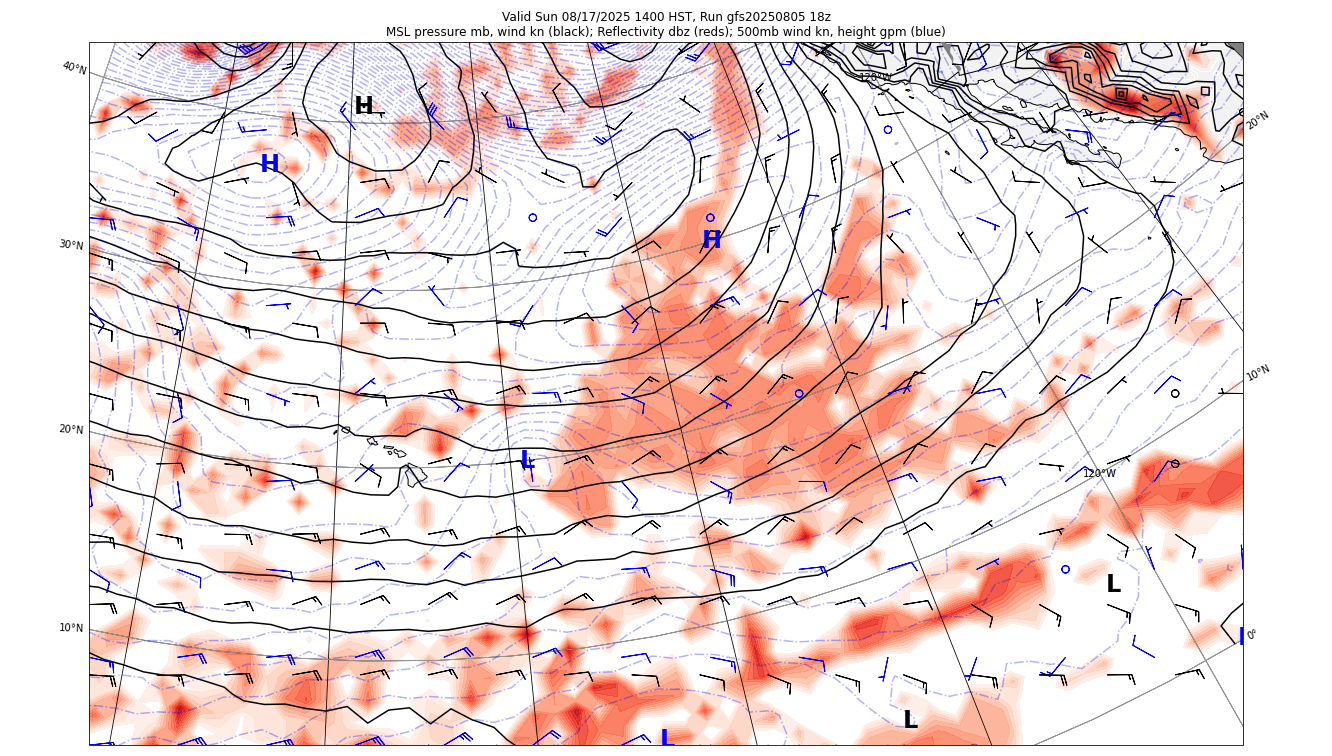 Valid Sun 08/17/2025 1400 HST, Run gfs20250805 18z
MSL pressure mb, wind kn (black); Reflectivity dbz (reds); 500mb wind kn, height gpm (blue)
40°N
120°W
H
20°N
H
30°N
H
10°N
20°N
L
120°W
L
10°N
0°
L
L